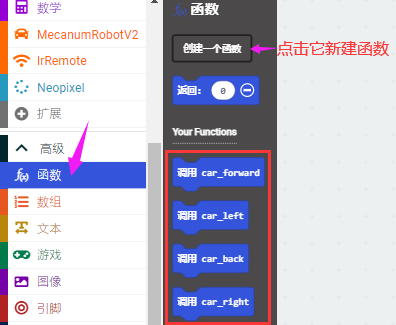 数学
MecanumRobotV2
IrRemote
Neopixel
扩展
高级
函数
数组
文本
游戏
图像
引脚
函数
创建一个函数
点击它新建函数
返回： 0
Your Functions
调用 car_forward
调用 car_left
调用 car_back
调用 car_right